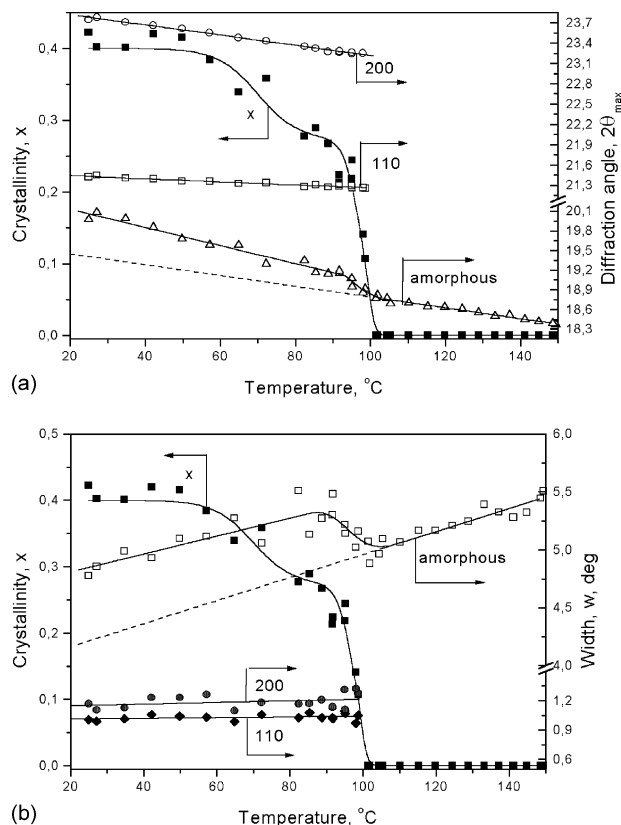 0,4
0,3
0,2
0,1
0,0
Crystallinity, x
23,7
23,4
23,1
22,8
22,5
22,2
21,9
21,6
21,3
20,1
19,8
19,5
19,2
18,9
18,6
18,3
Diffraction angle, 2θmax
200
x
110
amorphous
20 40 60 80 100 120 140
Temperature, °C
(a)
0,5
0,4
0,3
0,2
0,1
0,0
Crystallinity, x
6,0
5,5
5,0
4,5
4,0
1,2
0,9
0,6
Width, w, deg
x
amorphous
200
110
20 40 60 80 100 120 140
Temperature, °C
(b)